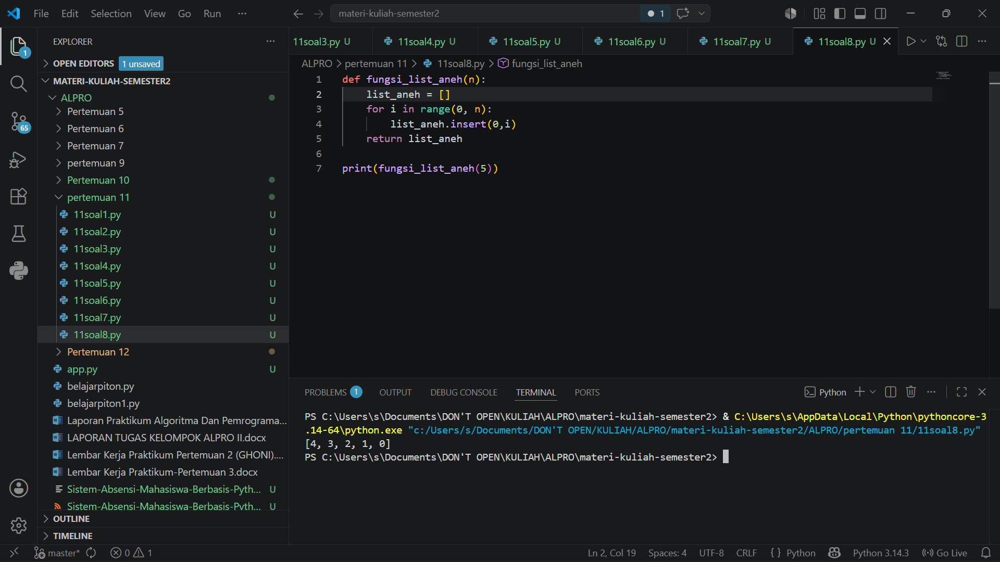 File Edit Selection View Go Run ···
materi-kuliah-semester2
1
EXPLORER
OPEN EDITORS 1 unsaved
MATERI-KULIAH-SEMESTER2
ALPRO
Pertemuan 5
Pertemuan 6
Pertemuan 7
pertemuan 9
Pertemuan 10
pertemuan 11
11soal1.py U
11soal2.py U
11soal3.py U
11soal4.py U
11soal5.py U
11soal6.py U
11soal7.py U
11soal8.py U
Pertemuan 12
app.py U
belajarpiton.py
belajarpiton1.py
Laporan Praktikum Algoritma Dan Pemrograma...
LAPORAN TUGAS KELOMPOK ALPRO II.docx
Lembar Kerja Praktikum Pertemuan 2 (GHONI)....
Lembar Kerja Praktikum-Pertemuan 3.docx
Sistem-Absensi-Mahasiswa-Berbasis-Pyth... U
Sistem-Absensi-Mahasiswa-Berbasis-Pyth... U
OUTLINE
TIMELINE
1
65
11soal3.py U 11soal4.py U 11soal5.py U 11soal6.py U 11soal7.py U 11soal8.py U
ALPRO > pertemuan 11 > 11soal8.py > fungsi_list_aneh
1 def fungsi_list_aneh(n):
2 list_aneh = []
3 for i in range(0, n):
4 list_aneh.insert(0,i)
5 return list_aneh
6
7 print(fungsi_list_aneh(5))
PROBLEMS 1 OUTPUT DEBUG CONSOLE TERMINAL PORTS
Python
PS C:\Users\s\Documents\DON'T OPEN\KULIAH\ALPRO\materi-kuliah-semester2> & C:\Users\s\AppData\Local\Python\pythoncore-3
.14-64\python.exe "c:/Users/s/Documents/DON'T OPEN/KULIAH/ALPRO/materi-kuliah-semester2/ALPRO/pertemuan 11/11soal8.py"
[4, 3, 2, 1, 0]
PS C:\Users\s\Documents\DON'T OPEN\KULIAH\ALPRO\materi-kuliah-semester2>
master* 0 1 Ln 2, Col 19 Spaces: 4 UTF-8 CRLF { } Python Python 3.14.3 Go Live